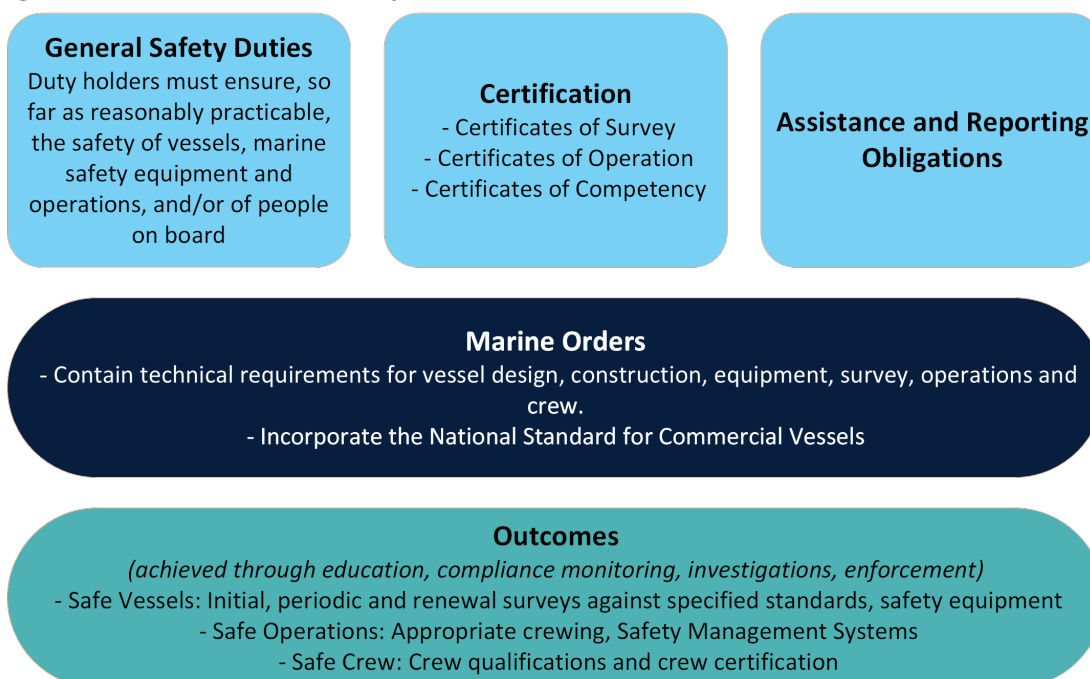 General Safety Duties
Duty holders must ensure, so
far as reasonably practicable,
the safety of vessels, marine
safety equipment and
operations, and/or of people
on board
Certification
- Certificates of Survey
- Certificates of Operation
- Certificates of Competency
Assistance and Reporting
Obligations
Marine Orders
- Contain technical requirements for vessel design, construction, equipment, survey, operations and
crew.
- Incorporate the National Standard for Commercial Vessels
Outcomes
(achieved through education, compliance monitoring, investigations, enforcement)
- Safe Vessels: Initial, periodic and renewal surveys against specified standards, safety equipment
- Safe Operations: Appropriate crewing, Safety Management Systems
- Safe Crew: Crew qualifications and crew certification